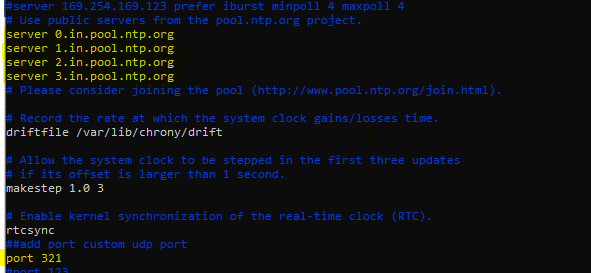 #server 169.254.169.123 prefer iburst minpoll 4 maxpoll 4
# Use public servers from the pool.ntp.org project.
server 0.in.pool.ntp.org
server 1.in.pool.ntp.org
server 2.in.pool.ntp.org
server 3.in.pool.ntp.org
# Please consider joining the pool (http://www.pool.ntp.org/join.html).
# Record the rate at which the system clock gains/losses time.
driftfile /var/lib/chrony/drift
# Allow the system clock to be stepped in the first three updates
# if its offset is larger than 1 second.
makestep 1.0 3
# Enable kernel synchronization of the real-time clock (RTC).
rtcsync
##add port custom udp port
port 321
#port 123